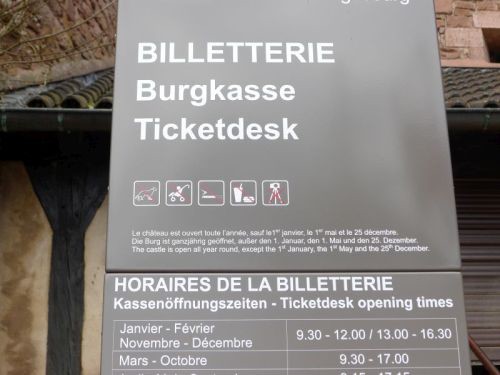 BILLETTERIE
Burgkasse
Ticketdesk
Le château est ouvert toute l'année, sauf le1er janvier, le 1er mai et le 25 décembre.
Die Burg ist ganzjährig geöffnet, außer den 1. Januar, den 1. Mai und den 25. Dezember.
The castle is open all year round, except the 1st January, the 1st May and the 25th December.
HORAIRES DE LA BILLETTERIE
Kassenöffnungszeiten - Ticketdesk opening times
Janvier - Février
Novembre - Décembre
9.30 - 12.00 / 13.00 - 16.30
Mars - Octobre
9.30 - 17.00